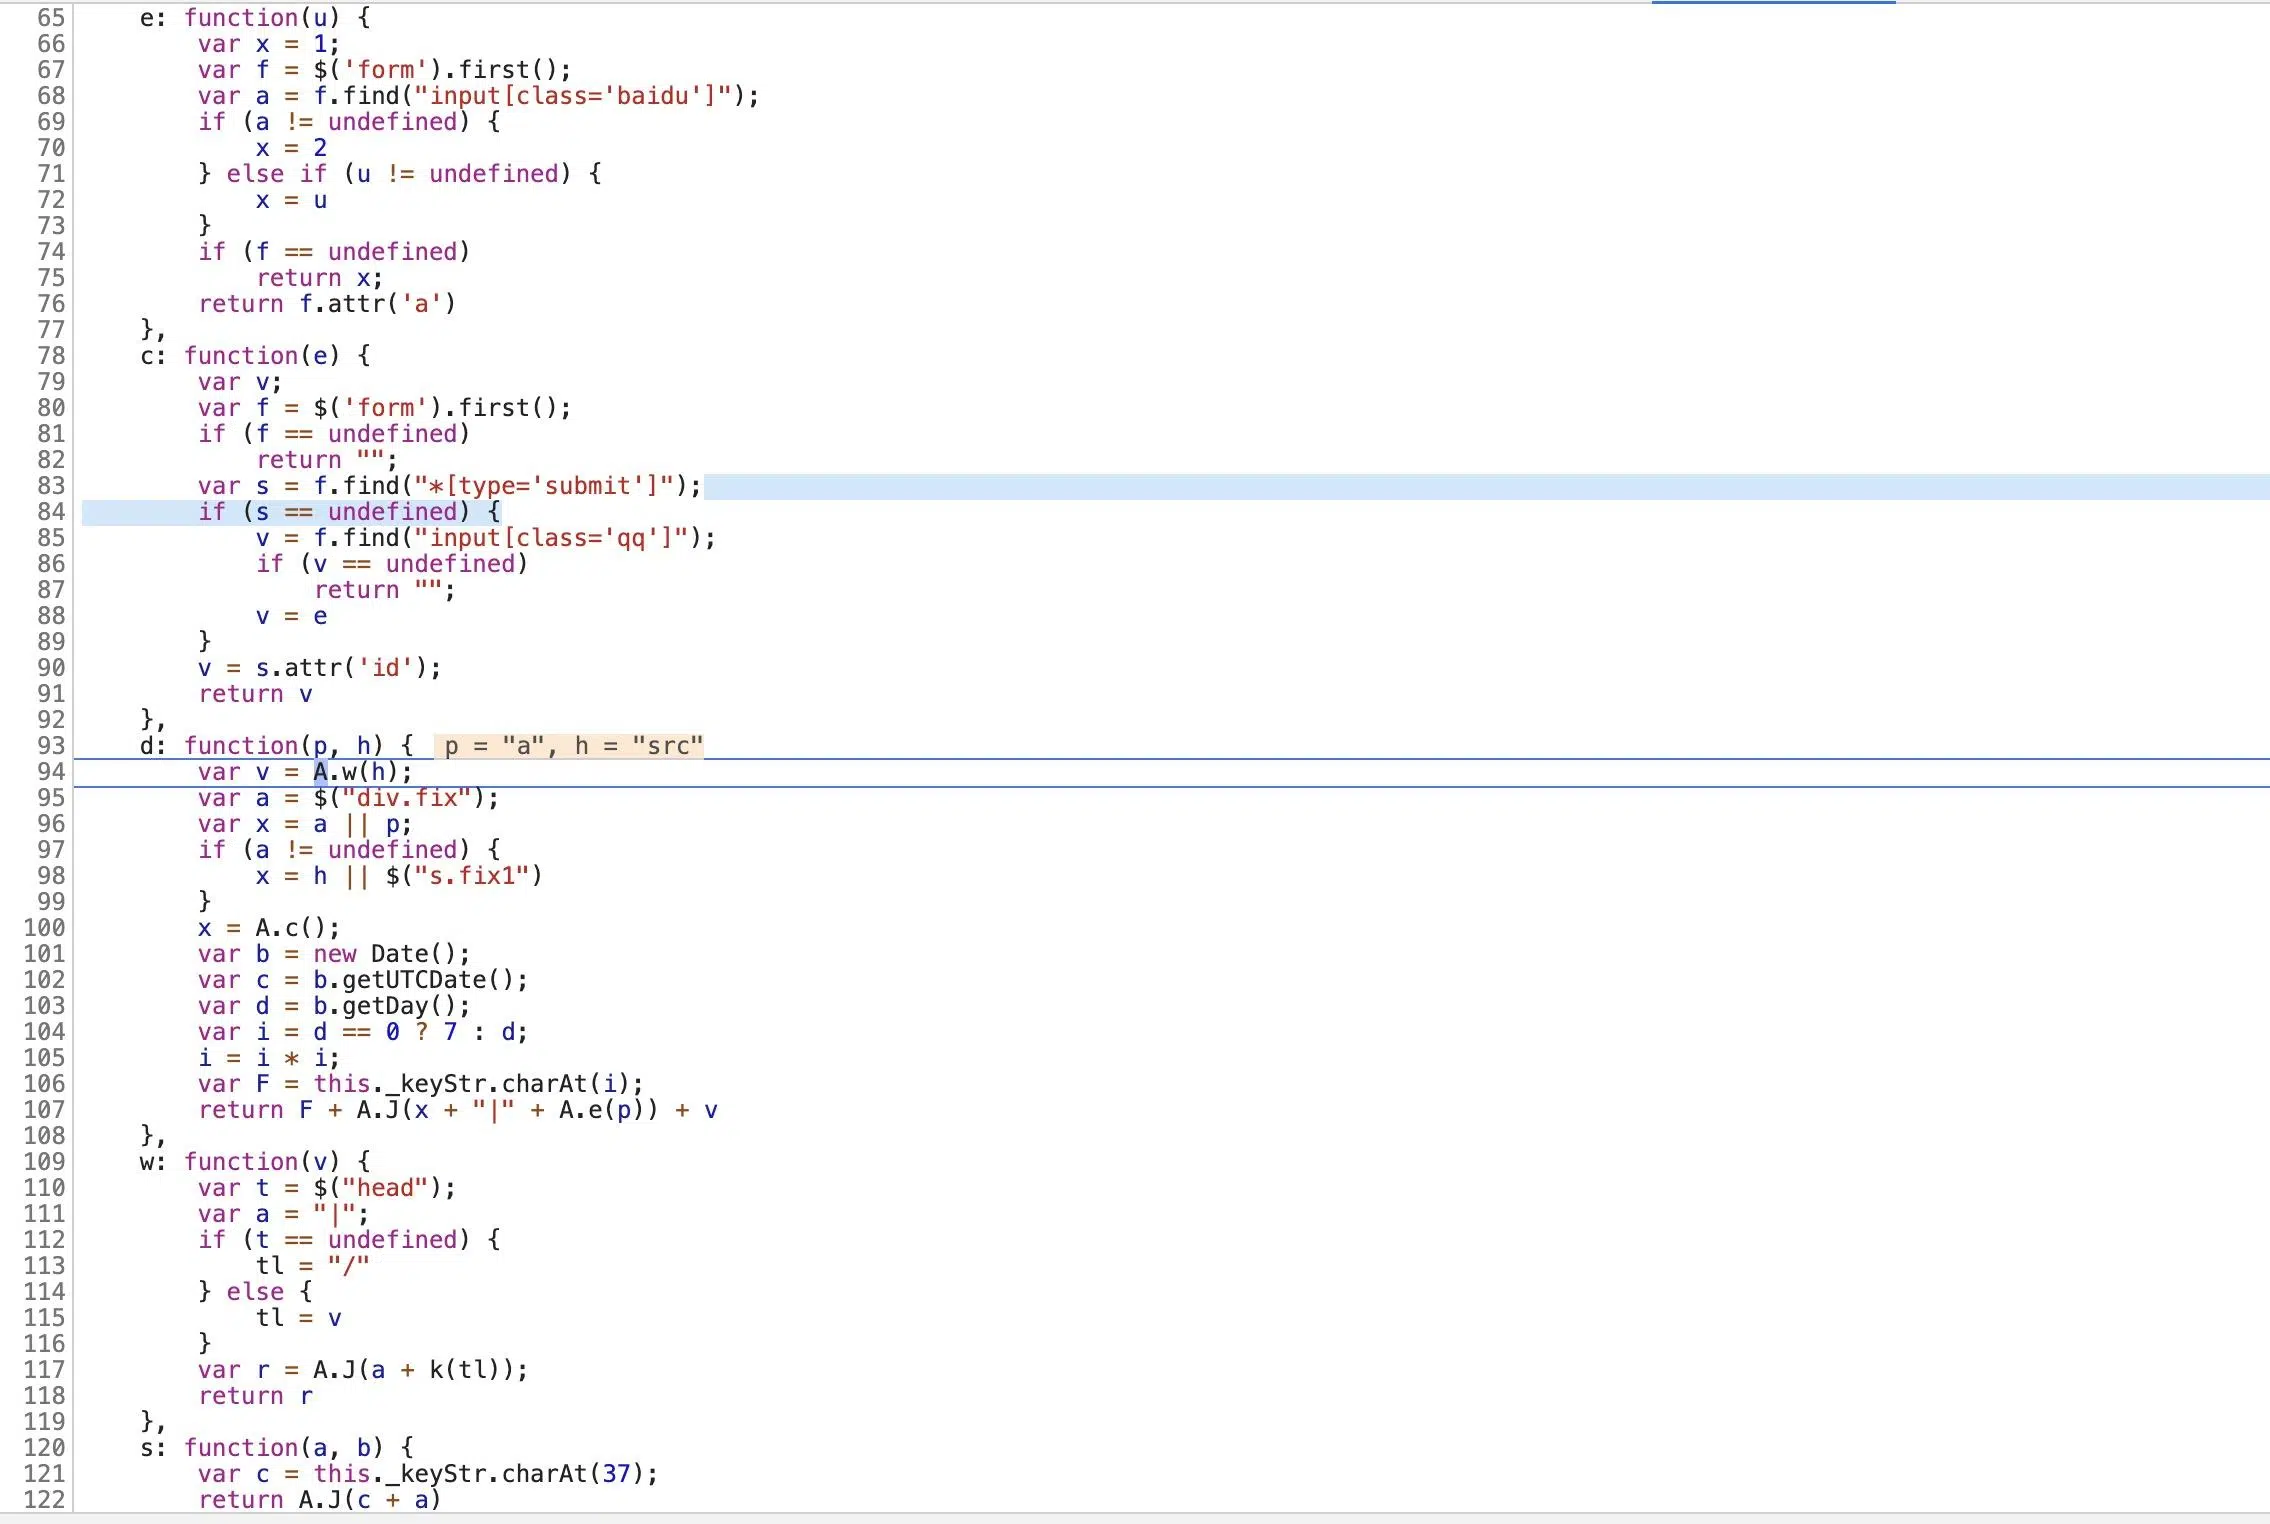 65 e: function(u) {
66 var x = 1;
67 var f = $('form').first();
68 var a = f.find("input[class='baidu']");
69 if (a != undefined) {
70 x = 2
71 } else if (u != undefined) {
72 x = u
73 }
74 if (f == undefined)
75 return x;
76 return f.attr('a')
77 },
78 c: function(e) {
79 var v;
80 var f = $('form').first();
81 if (f == undefined)
82 return "";
83 var s = f.find("*[type='submit']");
84 if (s == undefined) {
85 v = f.find("input[class='qq']");
86 if (v == undefined)
87 return "";
88 v = e
89 }
90 v = s.attr('id');
91 return v
92 },
93 d: function(p, h) { p = "a", h = "src"
94 var v = A.w(h);
95 var a = $("div.fix");
96 var x = a || p;
97 if (a != undefined) {
98 x = h || $("s.fix1")
99 }
100 x = A.c();
101 var b = new Date();
102 var c = b.getUTCDate();
103 var d = b.getDay();
104 var i = d == 0 ? 7 : d;
105 i = i * i;
106 var F = this._keyStr.charAt(i);
107 return F + A.J(x + "|" + A.e(p)) + v
108 },
109 w: function(v) {
110 var t = $("head");
111 var a = "|";
112 if (t == undefined) {
113 tl = "/"
114 } else {
115 tl = v
116 }
117 var r = A.J(a + k(tl));
118 return r
119 },
120 s: function(a, b) {
121 var c = this._keyStr.charAt(37);
122 return A.J(c + a)